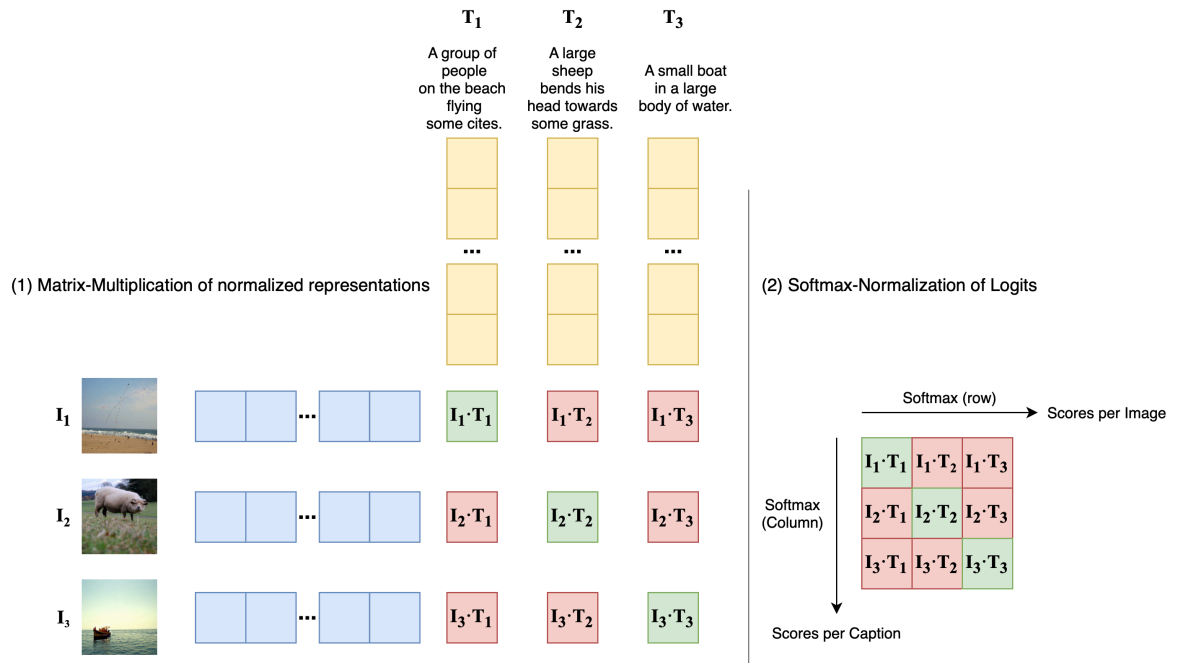 T₁ T₂ T₃
A group of
people
on the beach
flying
some cites.
A large
sheep
bends his
head towards
some grass.
A small boat
in a large
body of water.
...
...
...
(1) Matrix-Multiplication of normalized representations
I₁ ... I₁·T₁ I₁·T₂ I₁·T₃
I₂ ... I₂·T₁ I₂·T₂ I₂·T₃
I₃ ... I₃·T₁ I₃·T₂ I₃·T₃
(2) Softmax-Normalization of Logits
Softmax (row)
Scores per Image
Softmax
(Column)
I₁·T₁ I₁·T₂ I₁·T₃
I₂·T₁ I₂·T₂ I₂·T₃
I₃·T₁ I₃·T₂ I₃·T₃
Scores per Caption